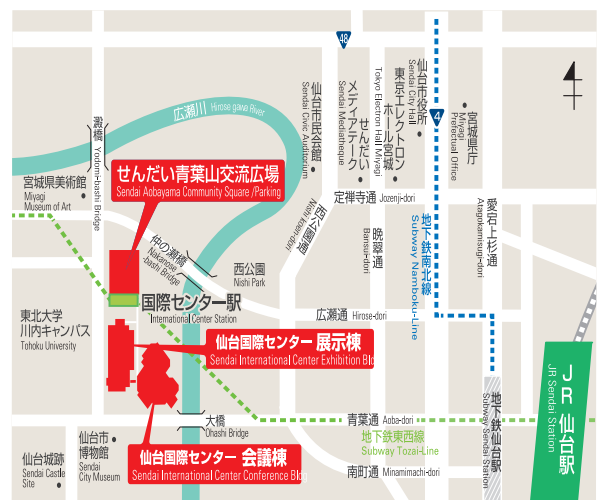 48
広瀬川 Hirose gawa River
澱橋 Yodomi-bashi Bridge
仙台市民会館
Sendai Civic Auditorium
せんだい
メディアテーク
Sendai Mediatheque
東京エレクトロン
ホール宮城
Tokyo Electron Hall Miyagi
仙台市役所
Sendai City Hall
4
宮城県庁
Miyagi
Prefectual Office
せんだい青葉山交流広場
Sendai Aobayama Community Square /Parking
宮城県美術館
Miyagi
Museum of Art
定禅寺通 Jozenji-dori
西公園通
Nishi koen-dori
晩翠通
Bansui-dori
地下鉄南北線
Subway Namboku-Line
愛宕上杉通
Atagokamisugi-dori
仲の瀬橋
Nakanose
-bashi Bridge
西公園
Nishi Park
国際センター駅
International Center Station
広瀬通 Hirose-dori
東北大学
川内キャンパス
Tohoku University
仙台国際センター 展示棟
Sendai International Center Exhibition Bld
JR仙台駅
JR Sendai Station
地下鉄仙台駅
Subway Sendai Station
大橋
Ohashi Bridge
青葉通 Aoba-dori
地下鉄東西線
Subway Tozai-Line
仙台市
博物館
Sendai
City Museum
仙台城跡
Sendai Castle
Site
仙台国際センター 会議棟
Sendai International Center Conference Bld
南町通 Minamimachi-dori